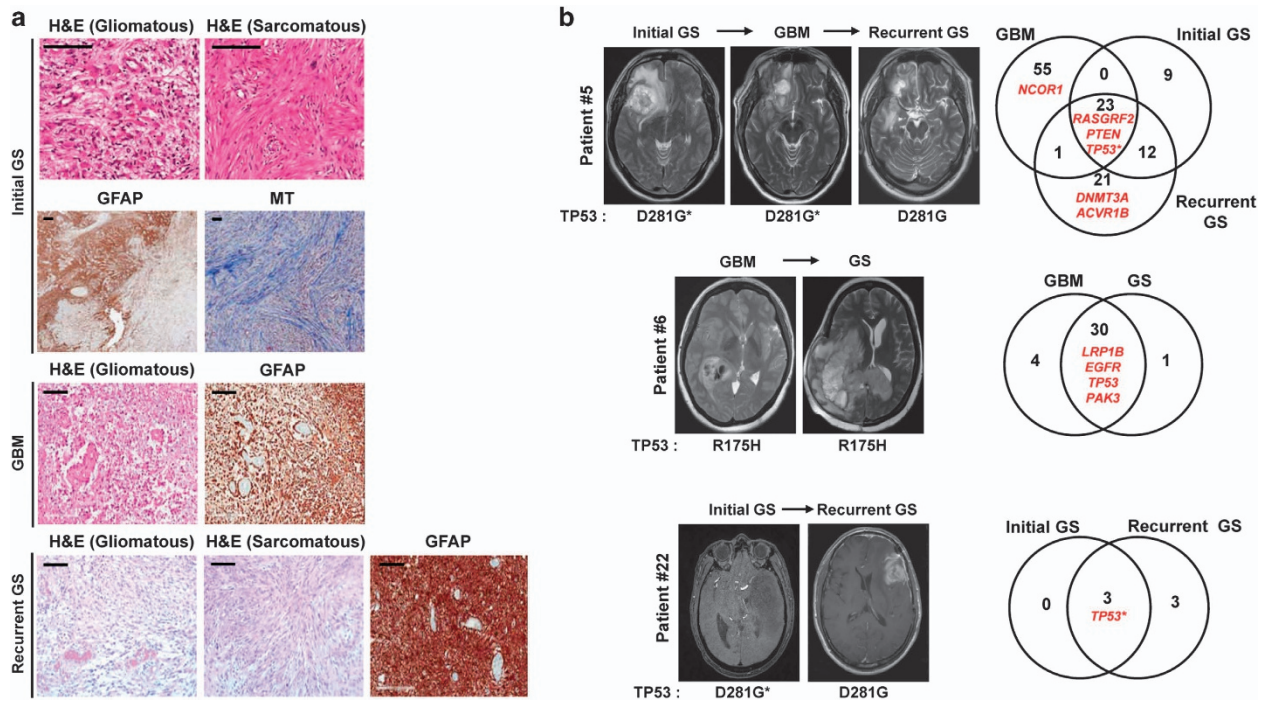 a
H&E (Gliomatous) H&E (Sarcomatous)
Initial GS
GFAP MT
H&E (Gliomatous) GFAP
GBM
H&E (Gliomatous) H&E (Sarcomatous) GFAP
Recurrent GS
b
Initial GS GBM Recurrent GS
Patient #5
TP53 : D281G* D281G* D281G
GBM Initial GS
55 0 9
NCOR1
23
RASGRF2
PTEN
TP53*
1 12
21
DNMT3A
ACVR1B
Recurrent
GS
GBM GS
Patient #6
TP53 : R175H R175H
GBM GS
30
4 1
LRP1B
EGFR
TP53
PAK3
Initial GS Recurrent GS
Patient #22
TP53 : D281G* D281G
Initial GS Recurrent GS
0 3 3
TP53*